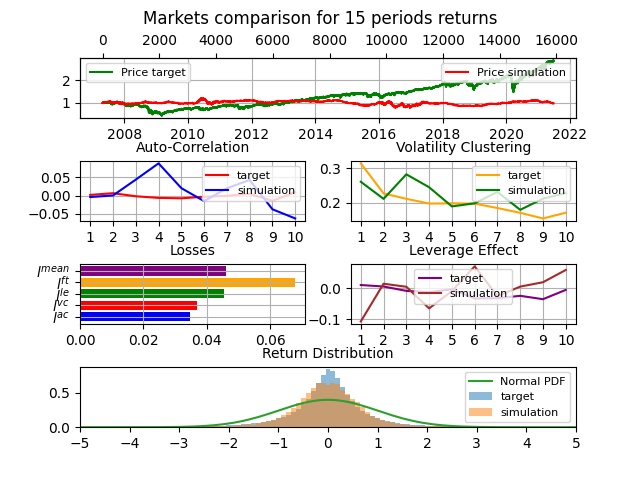 Markets comparison for 15 periods returns
0 2000 4000 6000 8000 10000 12000 14000 16000
Price target
Price simulation
2
1
2008 2010 2012 2014 2016 2018 2020 2022
Auto-Correlation
Volatility Clustering
0.05
0.00
−0.05
target
simulation
1 2 3 4 5 6 7 8 9 10
0.3
0.2
target
simulation
1 2 3 4 5 6 7 8 9 10
Losses
Leverage Effect
l^mean
l^ft
l^le
l^vc
l^ac
0.00 0.02 0.04 0.06
0.0
−0.1
target
simulation
1 2 3 4 5 6 7 8 9 10
Return Distribution
0.5
0.0
Normal PDF
target
simulation
−5 −4 −3 −2 −1 0 1 2 3 4 5